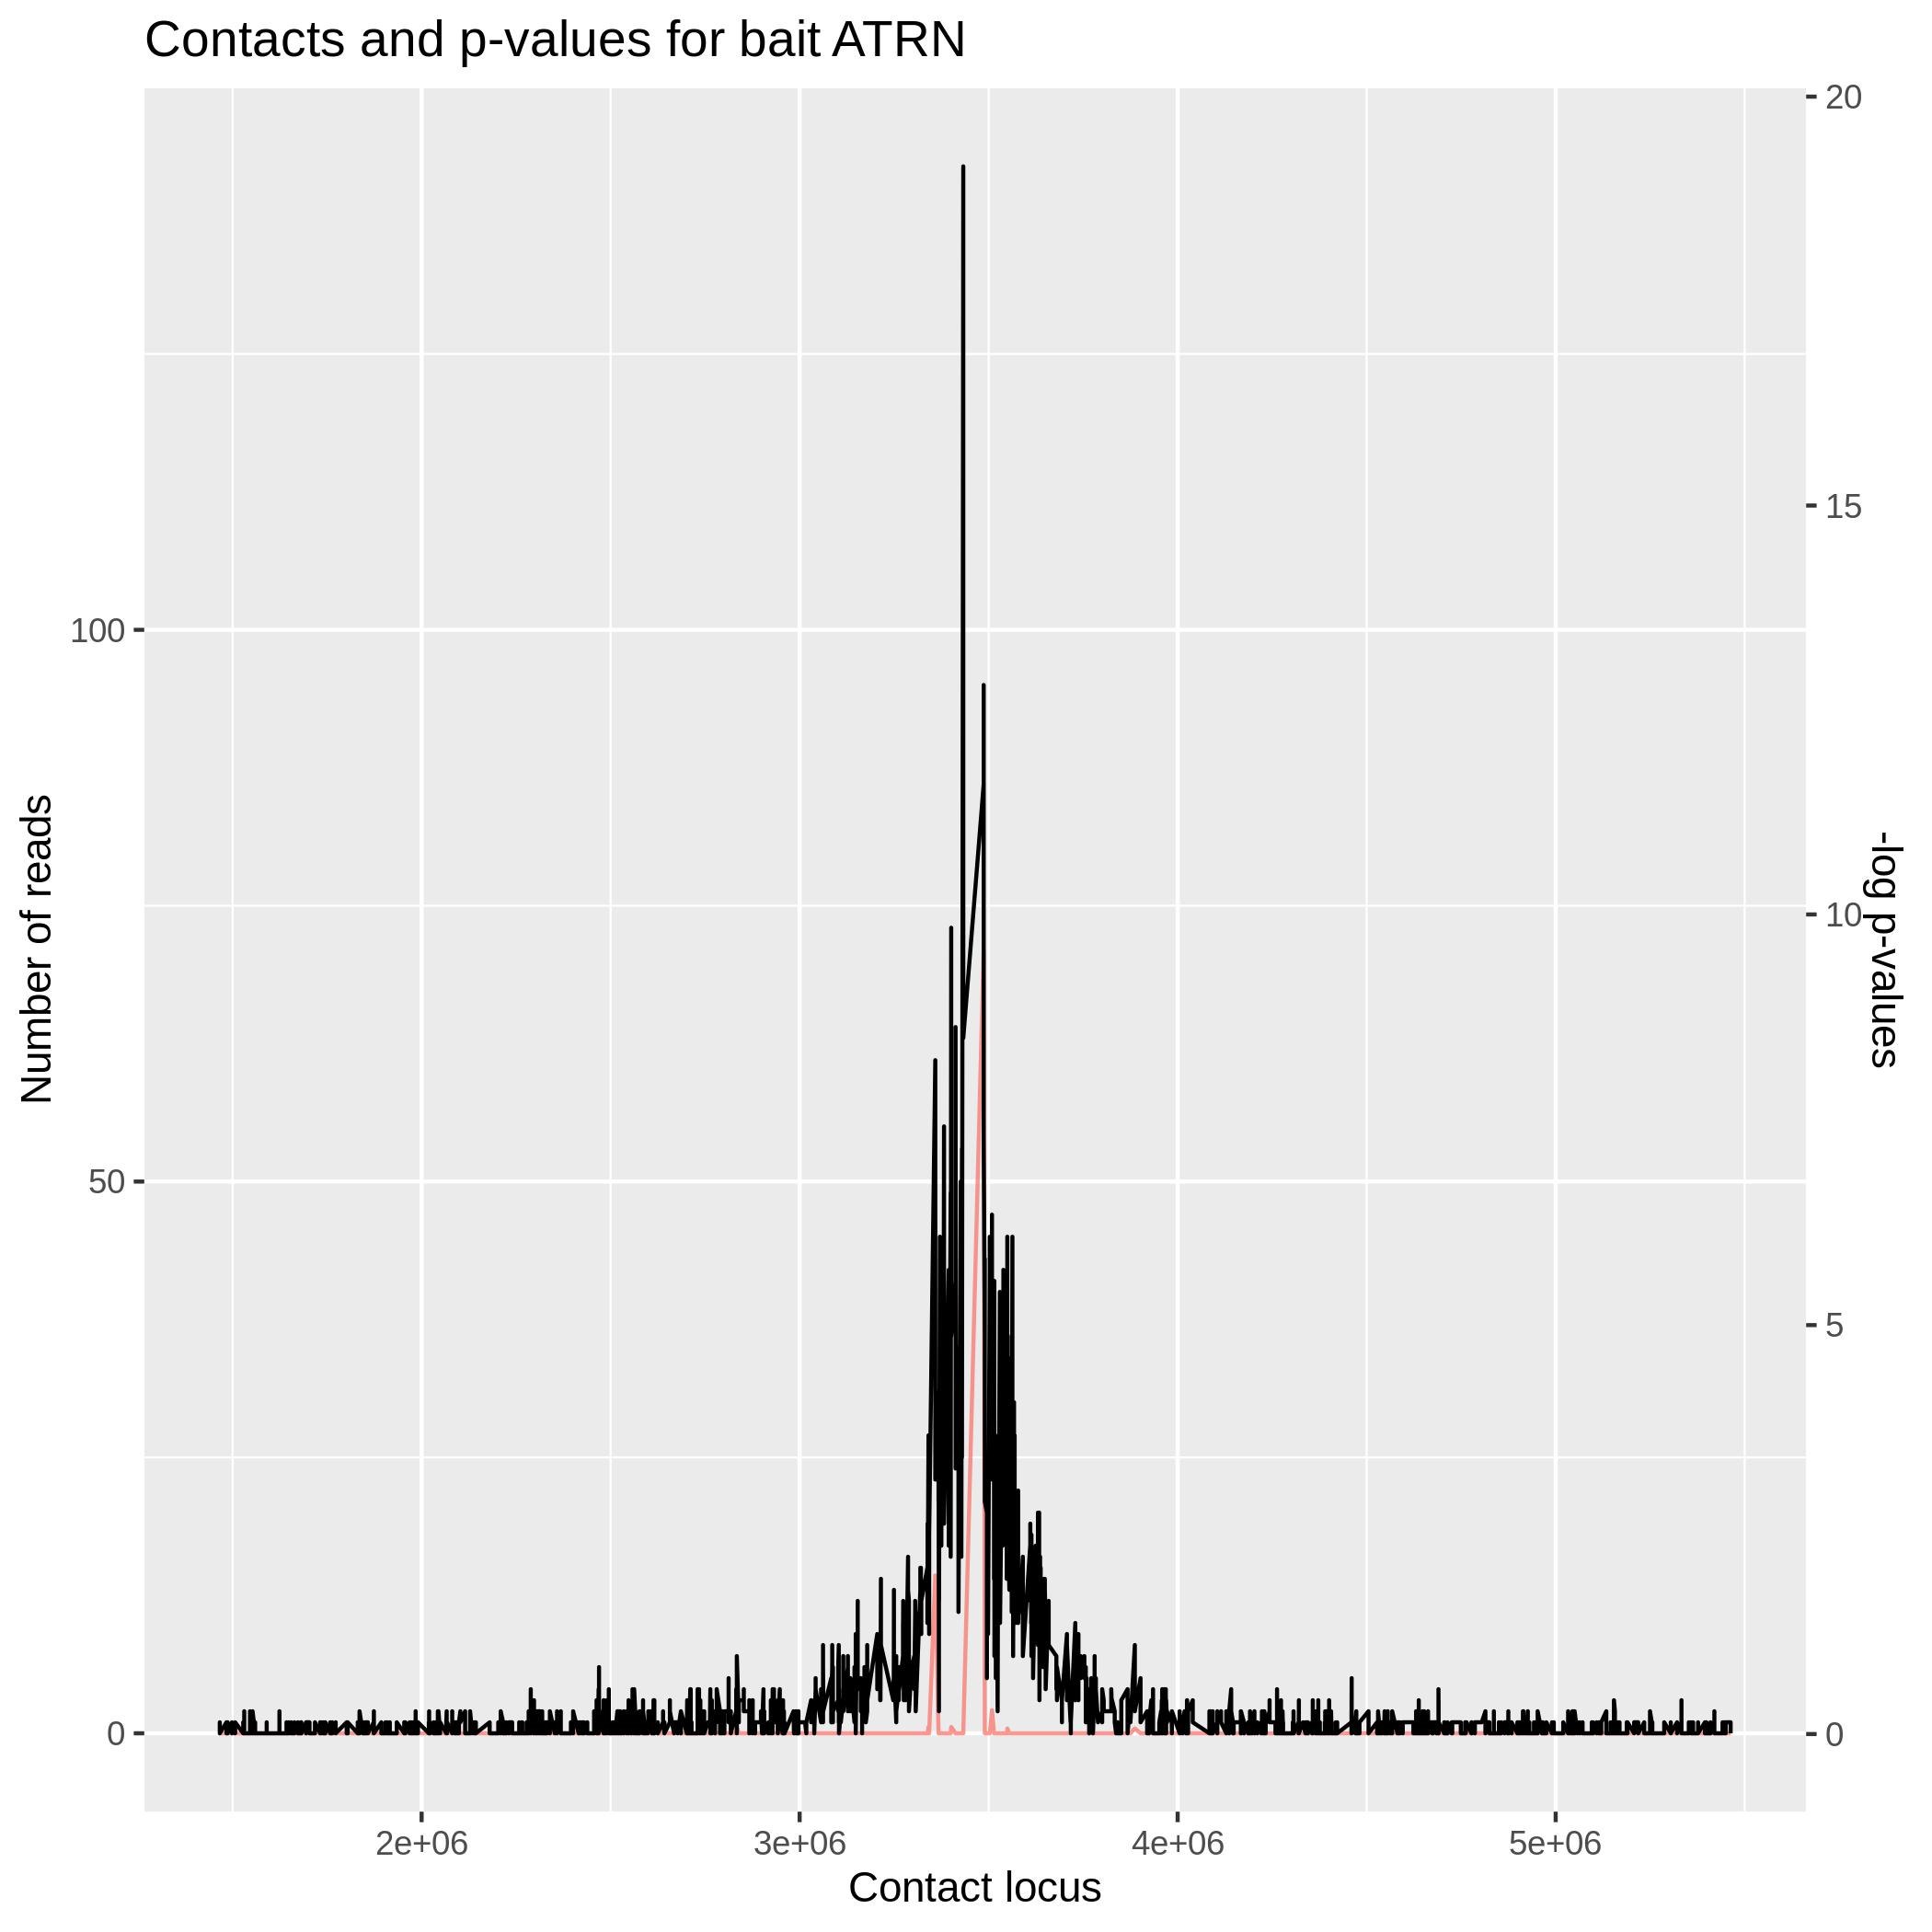 Contacts and p-values for bait ATRN
20
15
100
10
50
5
0
0
Number of reads
-log p-values
2e+06
3e+06
4e+06
5e+06
Contact locus